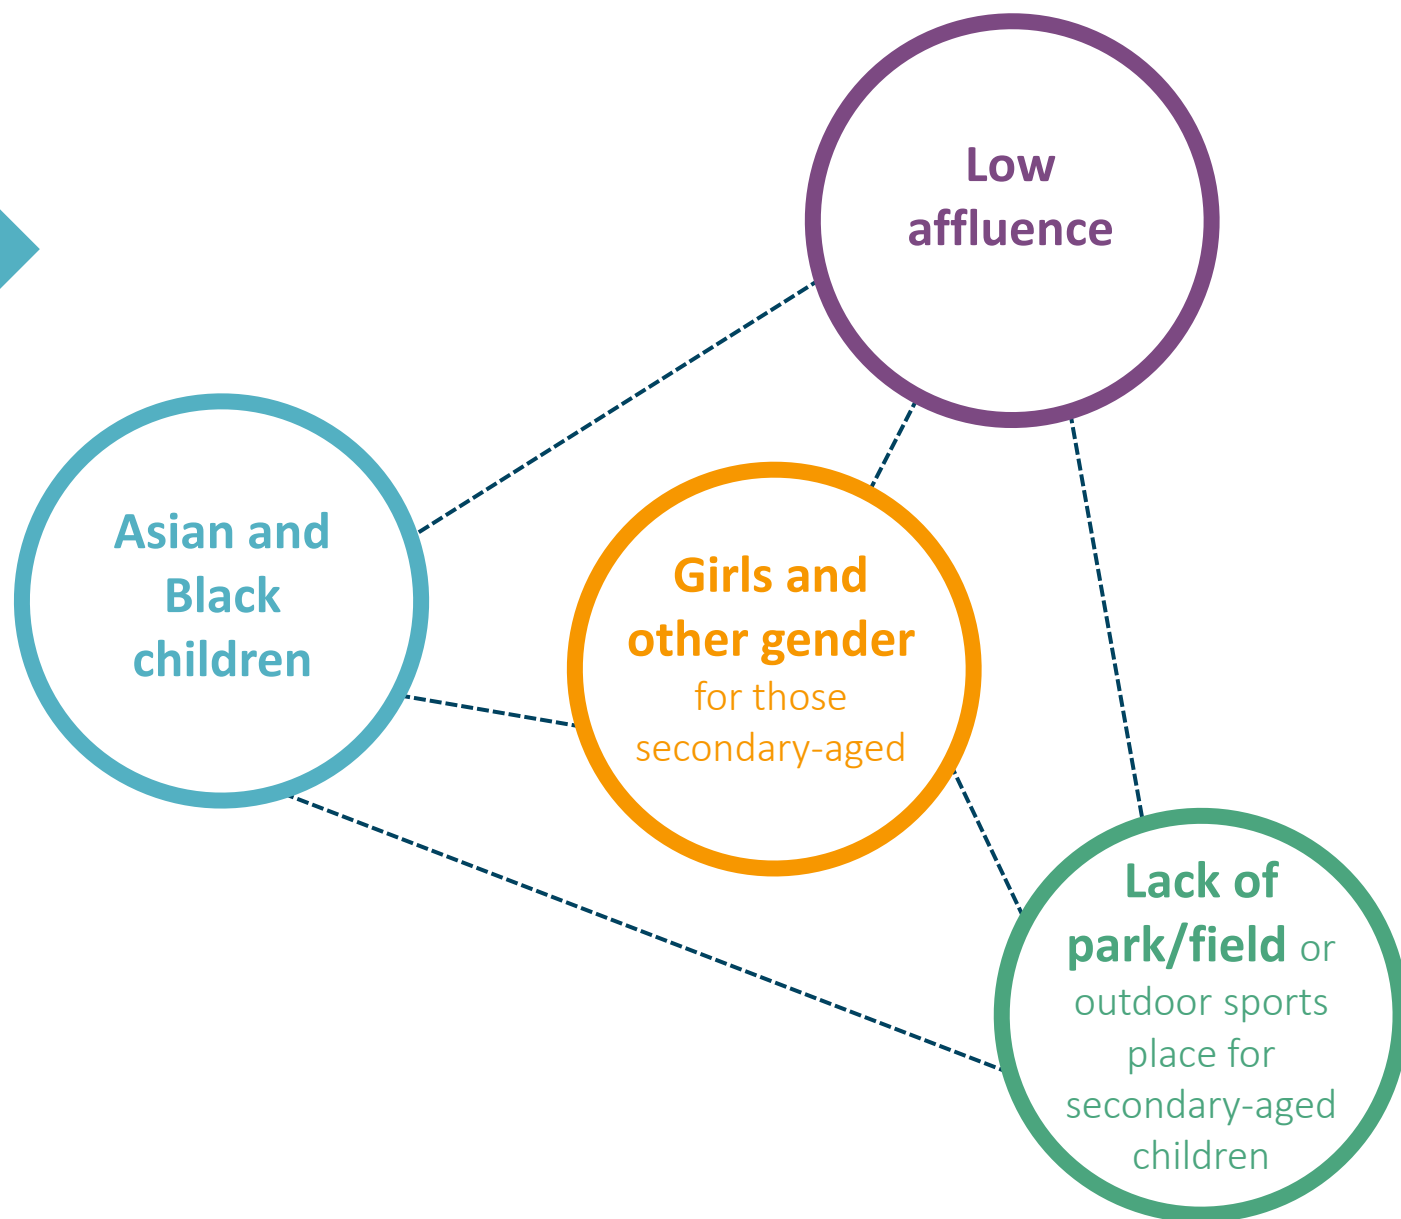 Low
affluence
Asian and
Black
children
Girls and
other gender
for those
secondary-aged
Lack of
park/field or
outdoor sports
place for
secondary-aged
children